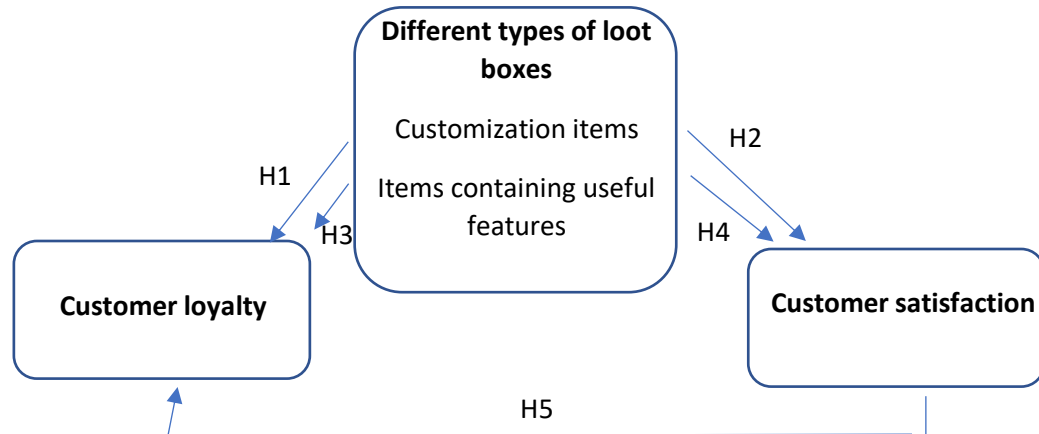 Different types of loot
boxes
Customization items
H2
H1
Items containing useful
features
H3
H4
Customer loyalty
Customer satisfaction
H5